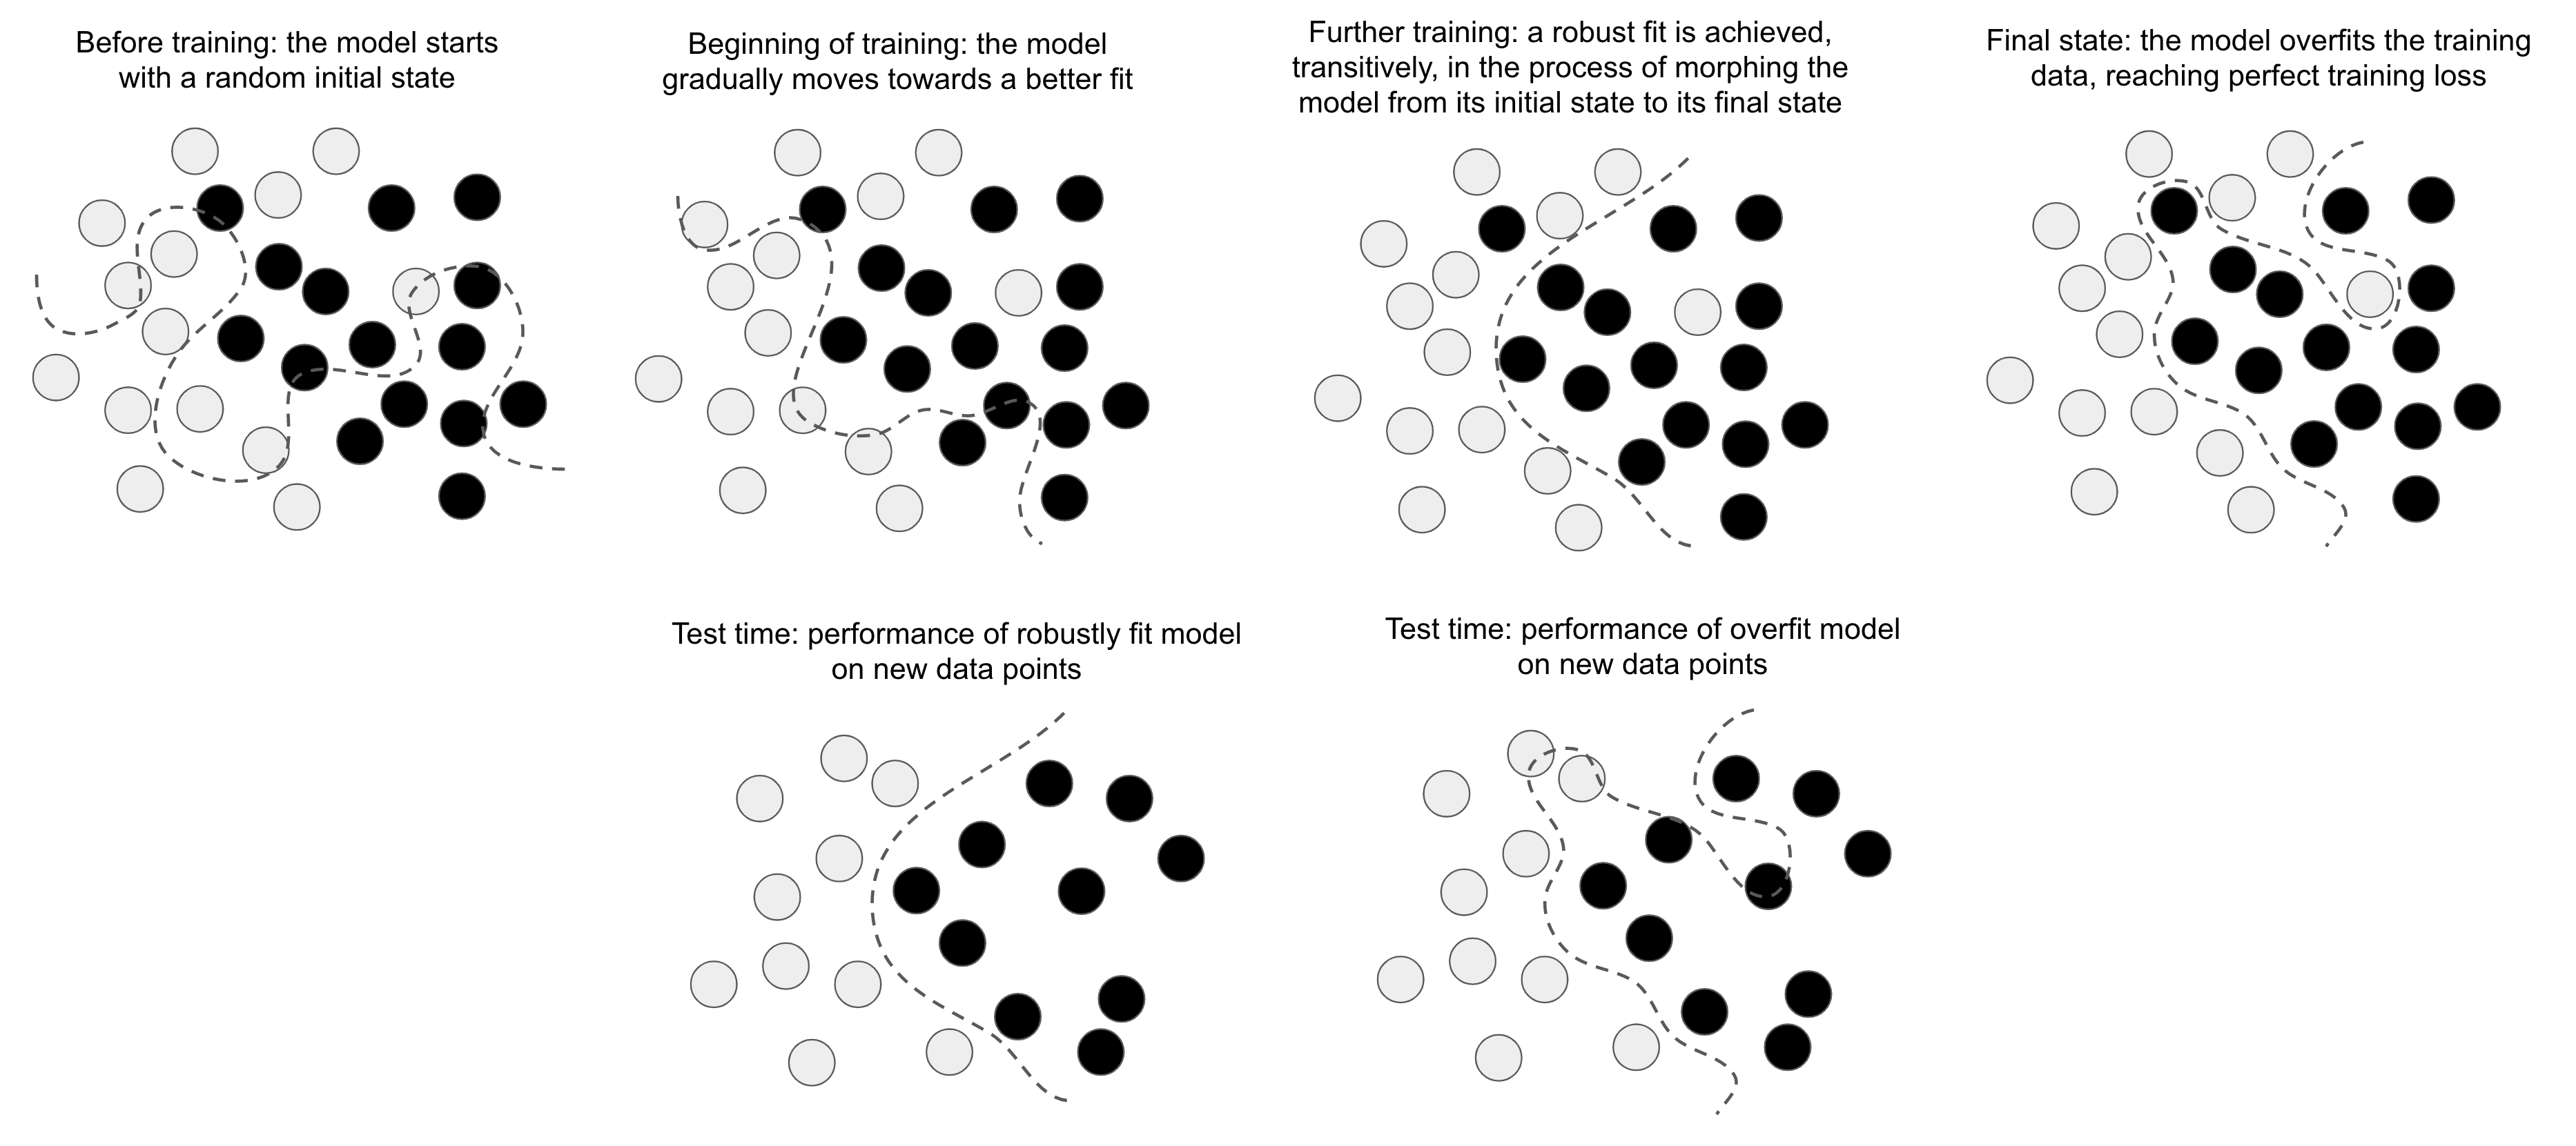 Before training: the model starts
with a random initial state
Beginning of training: the model
gradually moves towards a better fit
Further training: a robust fit is achieved,
transitively, in the process of morphing the
model from its initial state to its final state
Final state: the model overfits the training
data, reaching perfect training loss
Test time: performance of robustly fit model
on new data points
Test time: performance of overfit model
on new data points